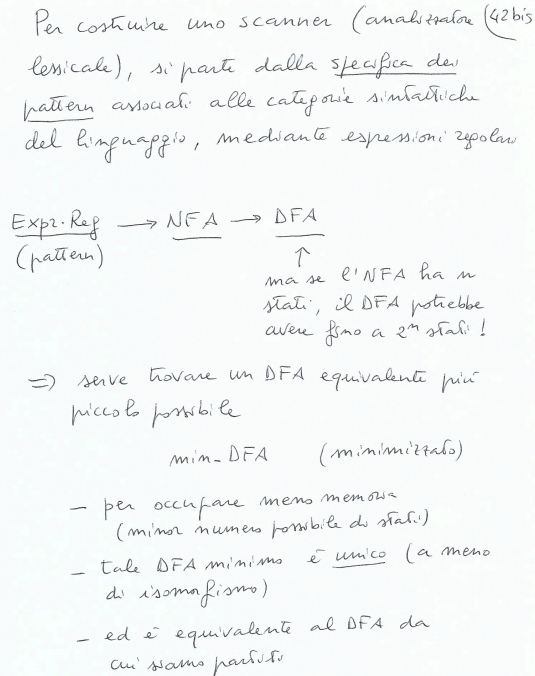 Per costruire uno scanner (analizzatore (42bis
lessicale), si parte dalla specifica dei
pattern associati alle categorie sintattiche
del linguaggio, mediante espressioni regolari
Expr. Reg → NFA → DFA
(pattern)
↑
ma se l'NFA ha n
stati, il DFA potrebbe
avere fino a 2ⁿ stati!
⇒ serve trovare un DFA equivalente più
piccolo possibile
min-DFA (minimizzato)
- per occupare meno memoria
(minor numero possibile di stati)
- tale DFA minimo è unico (a meno
di isomorfismo)
- ed è equivalente al DFA da
cui siamo partiti